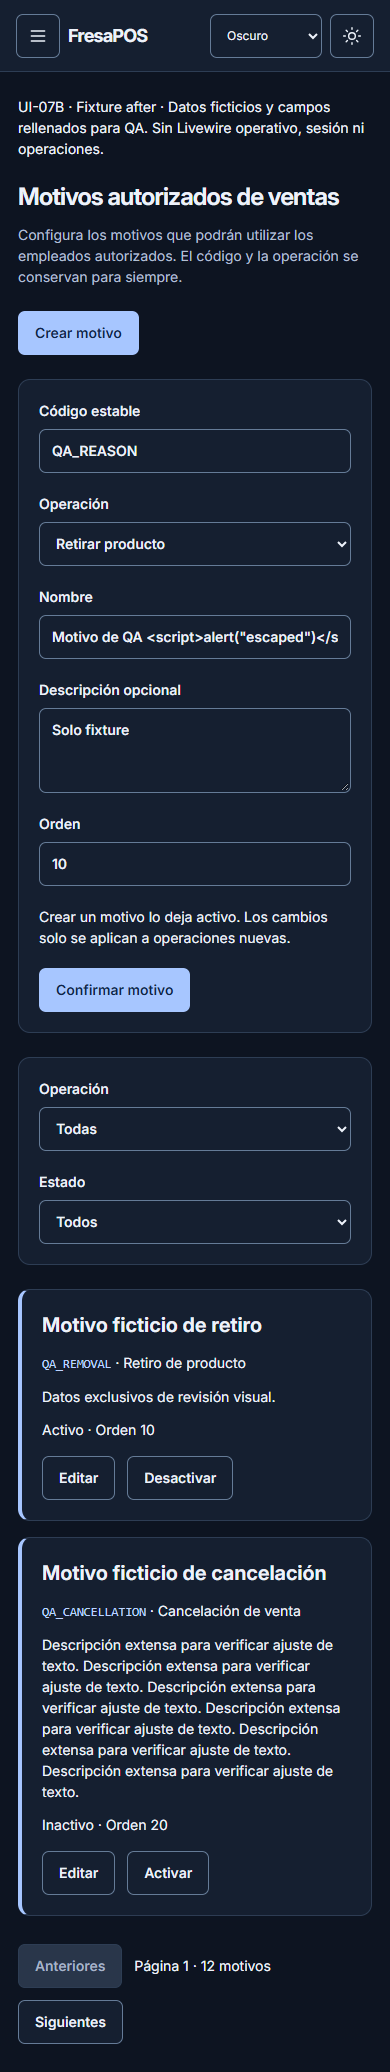 FresaPOS
Oscuro
UI-07B · Fixture after · Datos ficticios y campos
rellenados para QA. Sin Livewire operativo, sesión ni
operaciones.
Motivos autorizados de ventas
Configura los motivos que podrán utilizar los
empleados autorizados. El código y la operación se
conservan para siempre.
Crear motivo
Código estable
QA_REASON
Operación
Retirar producto
Nombre
Motivo de QA <script>alert("escaped")</s
Descripción opcional
Solo fixture
Orden
10
Crear un motivo lo deja activo. Los cambios
solo se aplican a operaciones nuevas.
Confirmar motivo
Operación
Todas
Estado
Todos
Motivo ficticio de retiro
QA_REMOVAL · Retiro de producto
Datos exclusivos de revisión visual.
Activo · Orden 10
Editar
Desactivar
Motivo ficticio de cancelación
QA_CANCELLATION · Cancelación de venta
Descripción extensa para verificar ajuste de
texto. Descripción extensa para verificar
ajuste de texto. Descripción extensa para
verificar ajuste de texto. Descripción extensa
para verificar ajuste de texto. Descripción
extensa para verificar ajuste de texto.
Descripción extensa para verificar ajuste de
texto.
Inactivo · Orden 20
Editar
Activar
Anteriores
Página 1 · 12 motivos
Siguientes